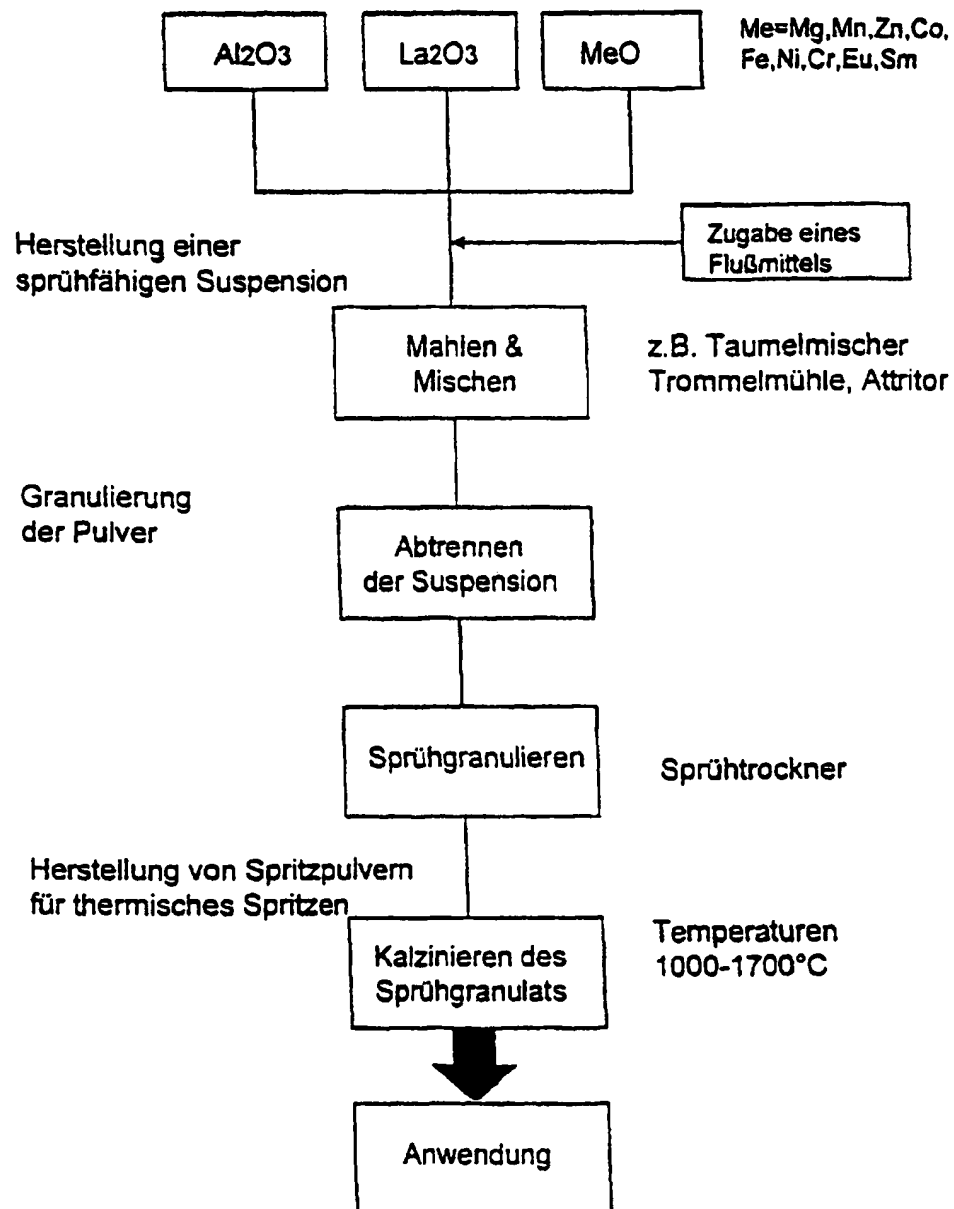 Al2O3
La2O3
MeO
Me=Mg,Mn,Zn,Co,
Fe,Ni,Cr,Eu,Sm
Herstellung einer
sprühfähigen Suspension
Zugabe eines
Flußmittels
Mahlen &
Mischen
z.B. Taumelmischer
Trommelmühle, Attritor
Granulierung
der Pulver
Abtrennen
der Suspension
Sprühgranulieren
Sprühtrockner
Herstellung von Spritzpulvern
für thermisches Spritzen
Kalzinieren des
Sprühgranulats
Temperaturen
1000-1700°C
Anwendung